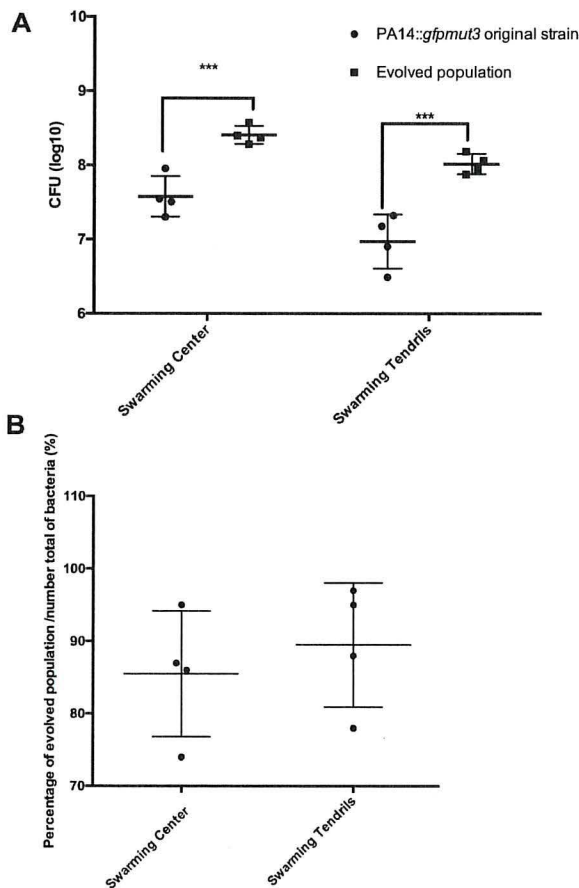 A
● PA14::gfpmut3 original strain
■ Evolved population
CFU (log10)
10
9
8
7
6
***
***
Swarming Center
Swarming Tendrils
B
Percentage of evolved population /number total of bacteria (%)
110
100
90
80
70
Swarming Center
Swarming Tendrils